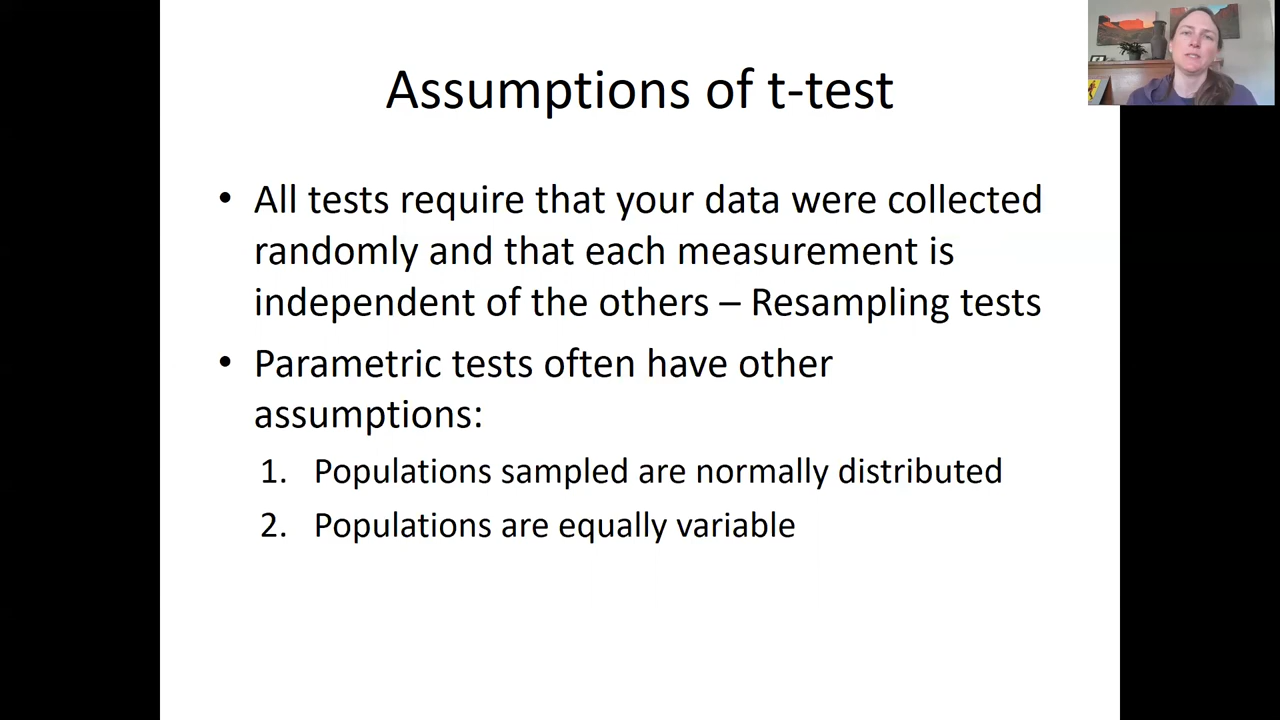 Assumptions of t-test
• All tests require that your data were collected
randomly and that each measurement is
independent of the others – Resampling tests
• Parametric tests often have other
assumptions:
1. Populations sampled are normally distributed
2. Populations are equally variable